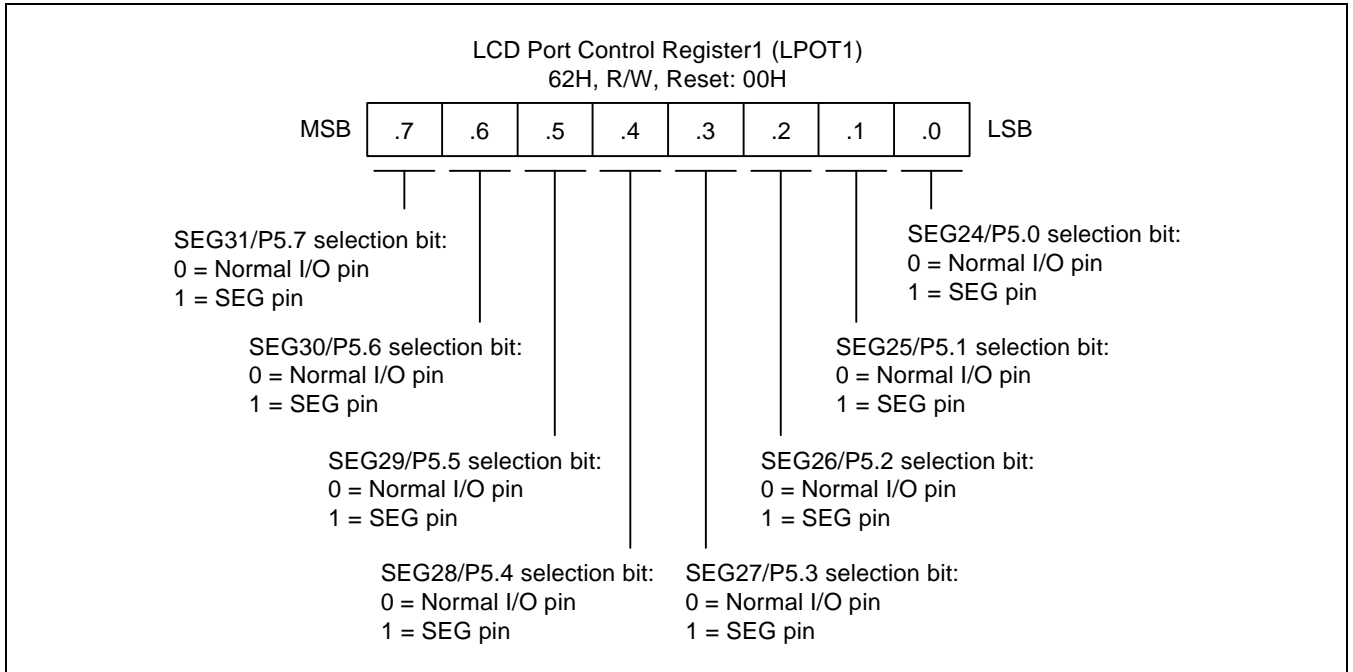 LCD Port Control Register1 (LPOT1)
62H, R/W, Reset: 00H
MSB .7 .6 .5 .4 .3 .2 .1 .0 LSB
SEG31/P5.7 selection bit:
0 = Normal I/O pin
1 = SEG pin
SEG24/P5.0 selection bit:
0 = Normal I/O pin
1 = SEG pin
SEG30/P5.6 selection bit:
0 = Normal I/O pin
1 = SEG pin
SEG25/P5.1 selection bit:
0 = Normal I/O pin
1 = SEG pin
SEG29/P5.5 selection bit:
0 = Normal I/O pin
1 = SEG pin
SEG26/P5.2 selection bit:
0 = Normal I/O pin
1 = SEG pin
SEG28/P5.4 selection bit:
0 = Normal I/O pin
1 = SEG pin
SEG27/P5.3 selection bit:
0 = Normal I/O pin
1 = SEG pin